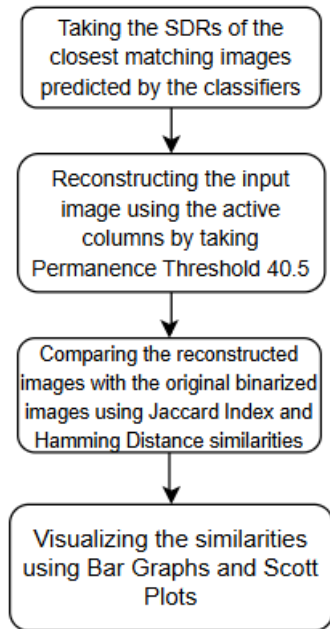 Taking the SDRs of the
closest matching images
predicted by the classifiers
Reconstructing the input
image using the active
columns by taking
Permanence Threshold 40.5
Comparing the reconstructed
images with the original binarized
images using Jaccard Index and
Hamming Distance similarities
Visualizing the similarities
using Bar Graphs and Scott
Plots